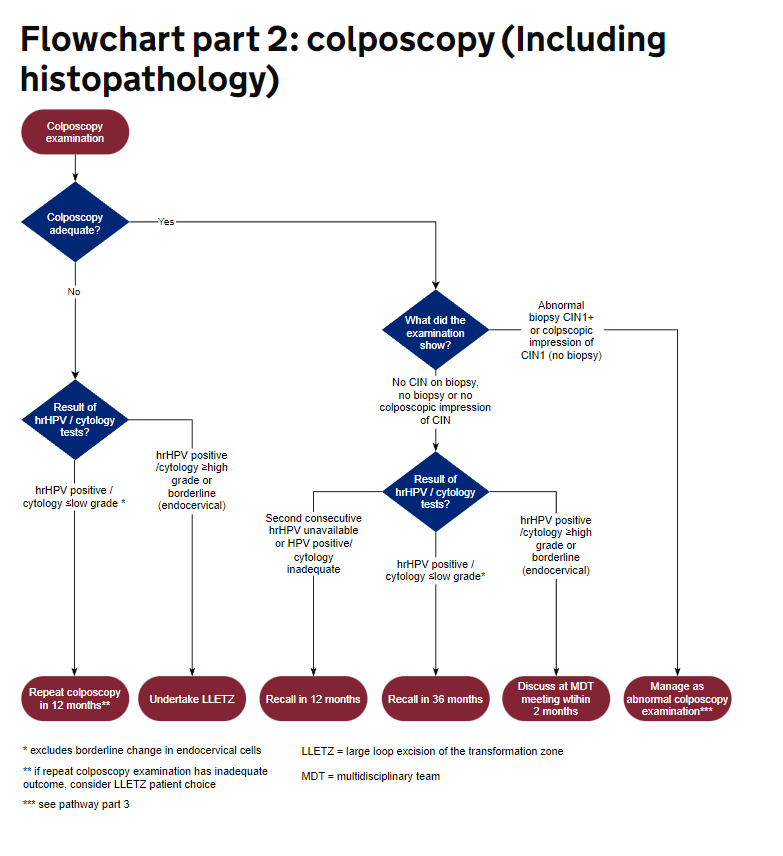 Flowchart part 2: colposcopy (Including
histopathology)
Colposcopy
examination
Colposcopy
adequate?
Yes
No
What did the
examination
show?
Abnormal
biopsy CIN1+
or colpscopic
impression of
CIN1 (no biopsy)
No CIN on biopsy,
no biopsy or no
colposcopic impression
of CIN
Result of
hrHPV / cytology
tests?
hrHPV positive /
cytology ≤low grade *
hrHPV positive
/cytology ≥high
grade or
borderline
(endocervical)
Result of
hrHPV / cytology
tests?
Second consecutive
hrHPV unavailable
or HPV positive/
cytology
inadequate
hrHPV positive /
cytology ≤low grade*
hrHPV positive
/cytology ≥high
grade or
borderline
(endocervical)
Repeat colposcopy
in 12 months**
Undertake LLETZ
Recall in 12 months
Recall in 36 months
Discuss at MDT
meeting wtihin
2 months
Manage as
abnormal colposcopy
examination***
* excludes borderline change in endocervical cells
** if repeat colposcopy examination has inadequate
outcome, consider LLETZ patient choice
*** see pathway part 3
LLETZ = large loop excision of the transformation zone
MDT = multidisciplinary team